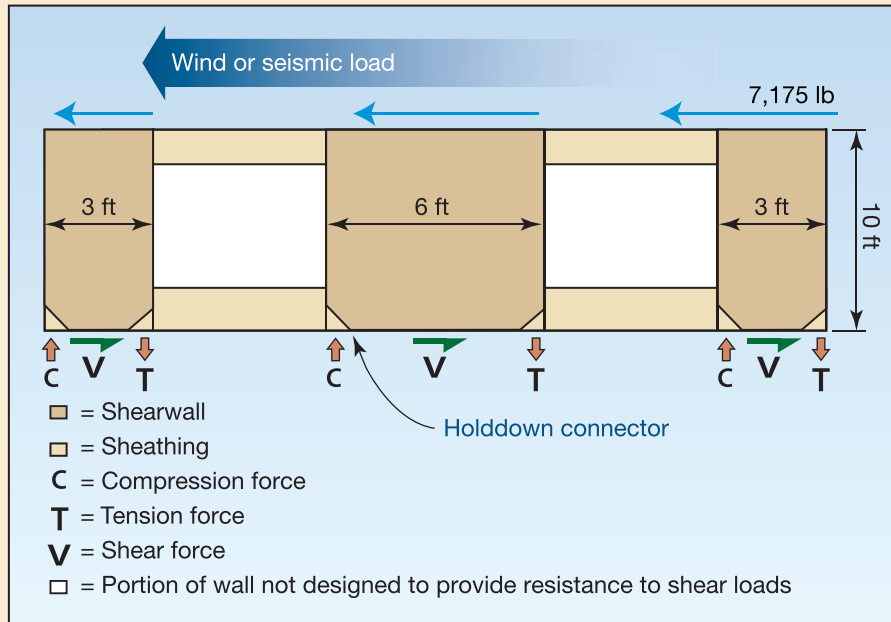 Wind or seismic load
7,175 lb
3 ft
6 ft
3 ft
10 ft
C V T
C V T
C V T
Holddown connector
= Shearwall
= Sheathing
C = Compression force
T = Tension force
V = Shear force
= Portion of wall not designed to provide resistance to shear loads